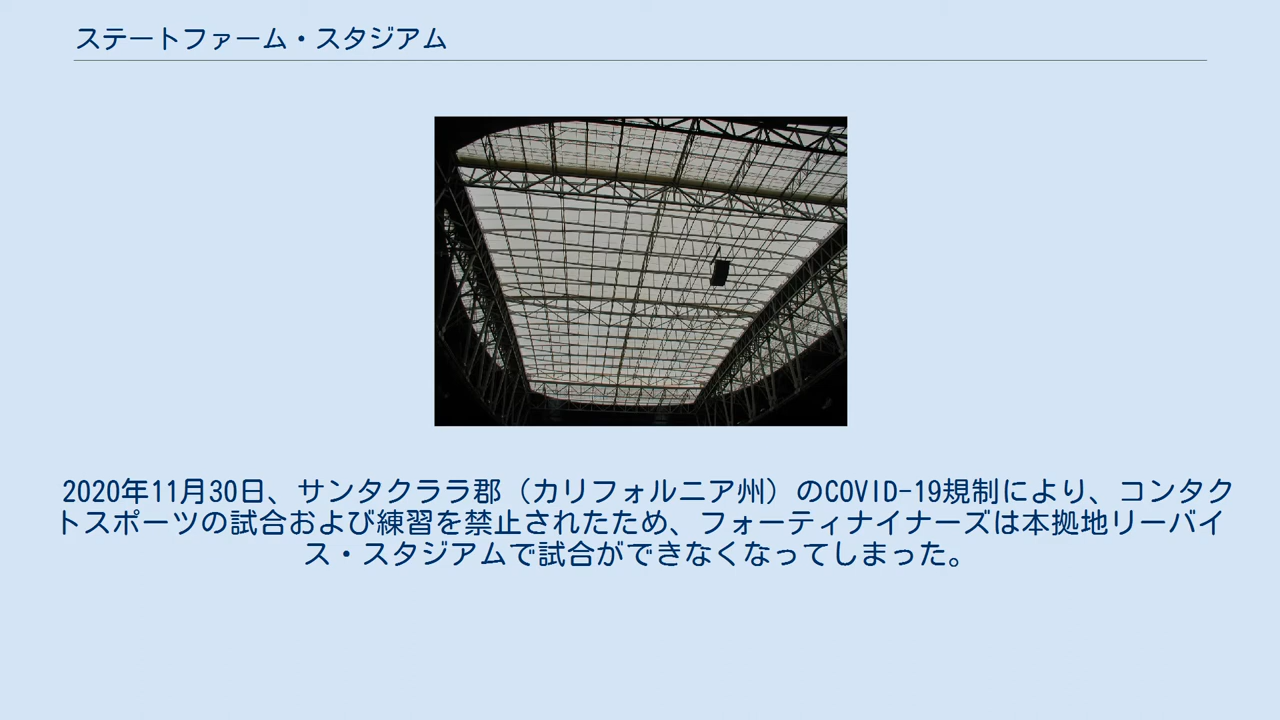 ステートファーム・スタジアム
2020年11月30日、サンタクララ郡（カリフォルニア州）のCOVID-19規制により、コンタク
トスポーツの試合および練習を禁止されたため、フォーティナイナーズは本拠地リーバイ
ス・スタジアムで試合ができなくなってしまった。